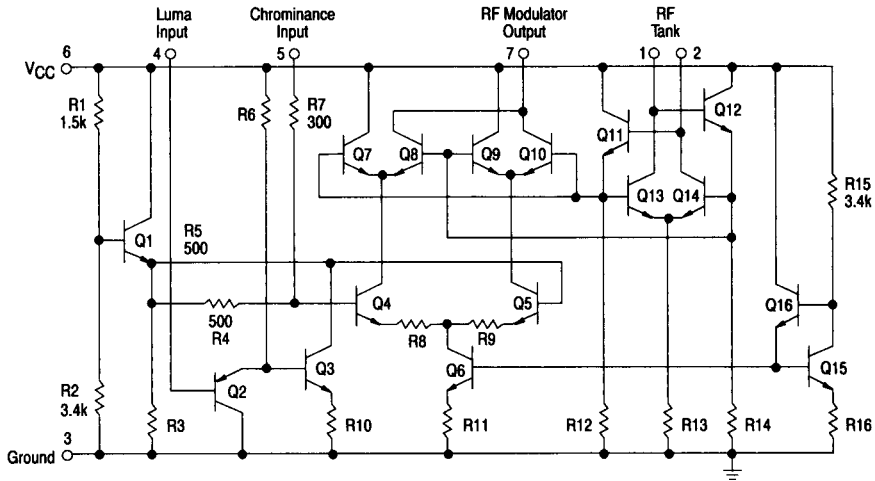 Luma
Input
4
Chrominance
Input
5
RF Modulator
Output
7
RF
Tank
1
2
6
VCC
R1
1.5k
R6
R7
300
Q7
Q8
Q9
Q10
Q11
Q12
Q13
Q14
R15
3.4k
Q1
R5
500
500
R4
Q4
Q5
R8
R9
Q16
Q3
Q6
Q15
R2
3.4k
Q2
R3
R10
R11
R12
R13
R14
R16
3
Ground